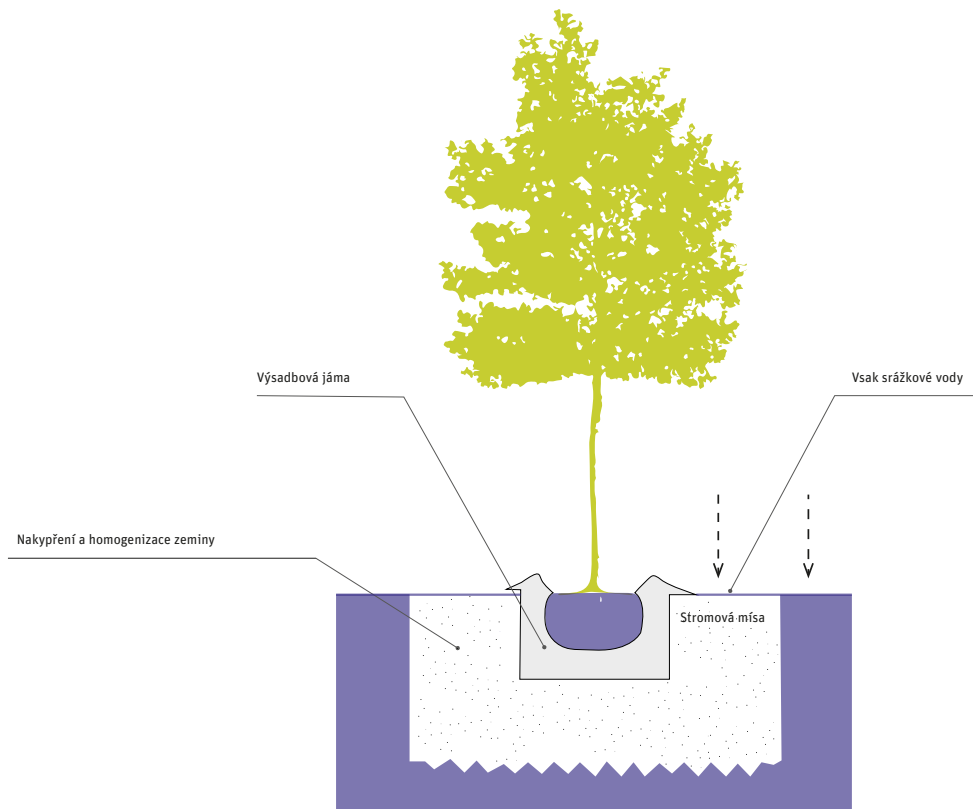 Výsadbová jáma
Vsak srážkové vody
Nakypření a homogenizace zeminy
Stromová mísa